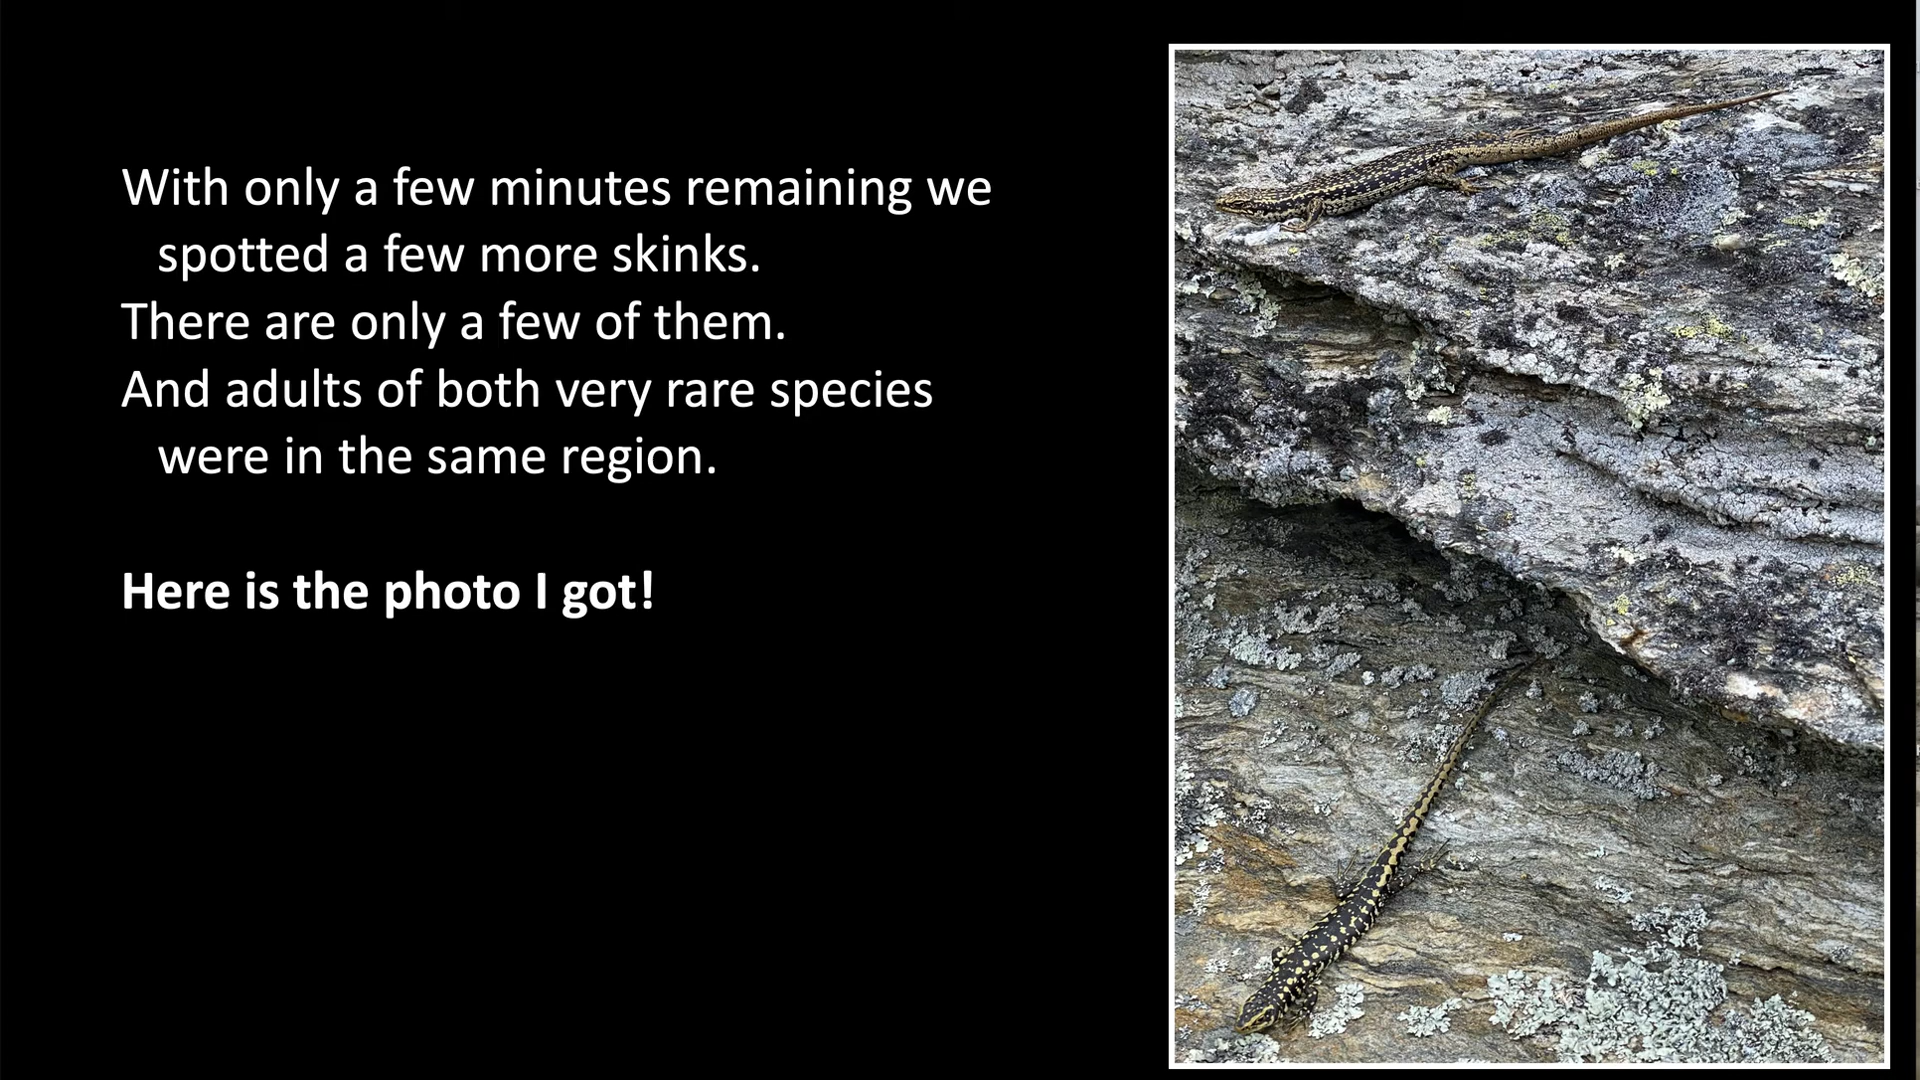 With only a few minutes remaining we
spotted a few more skinks.
There are only a few of them.
And adults of both very rare species
were in the same region.
Here is the photo I got!